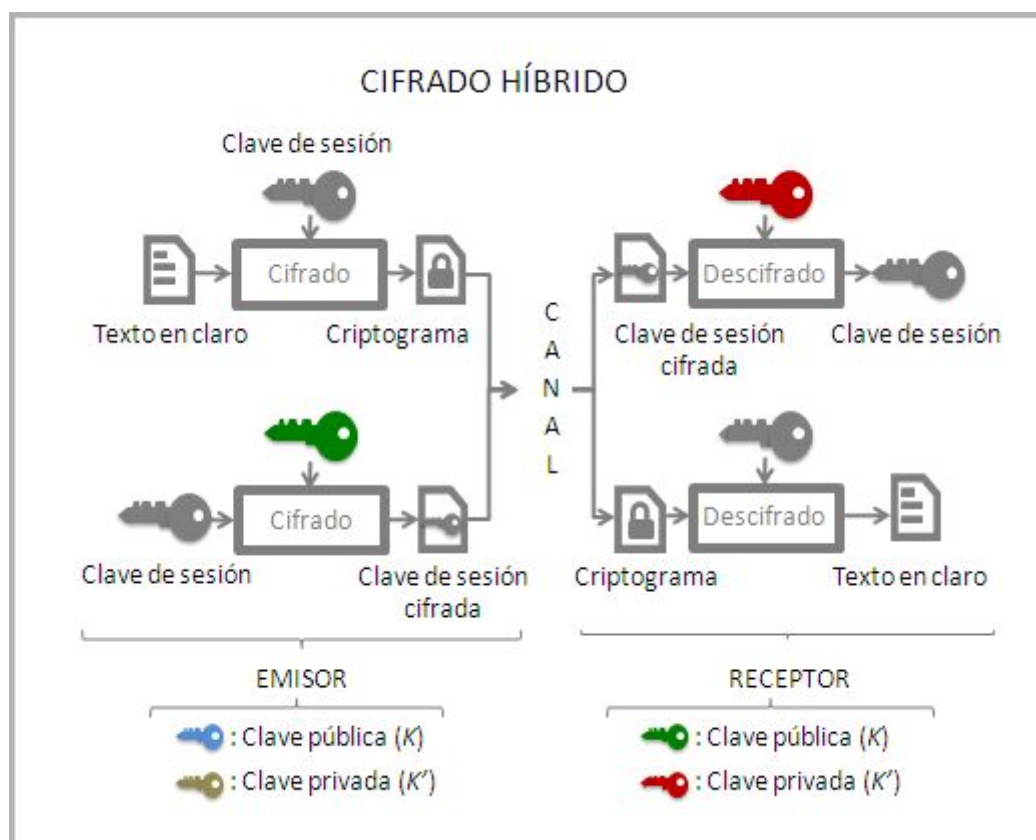 CIFRADO HÍBRIDO
Clave de sesión
Cifrado
Texto en claro
Criptograma
Clave de sesión
Cifrado
Clave de sesión
cifrada
C
A
N
A
L
Descifrado
Clave de sesión
cifrada
Clave de sesión
Descifrado
Criptograma
Texto en claro
EMISOR
: Clave pública (K)
: Clave privada (K’)
RECEPTOR
: Clave pública (K)
: Clave privada (K’)